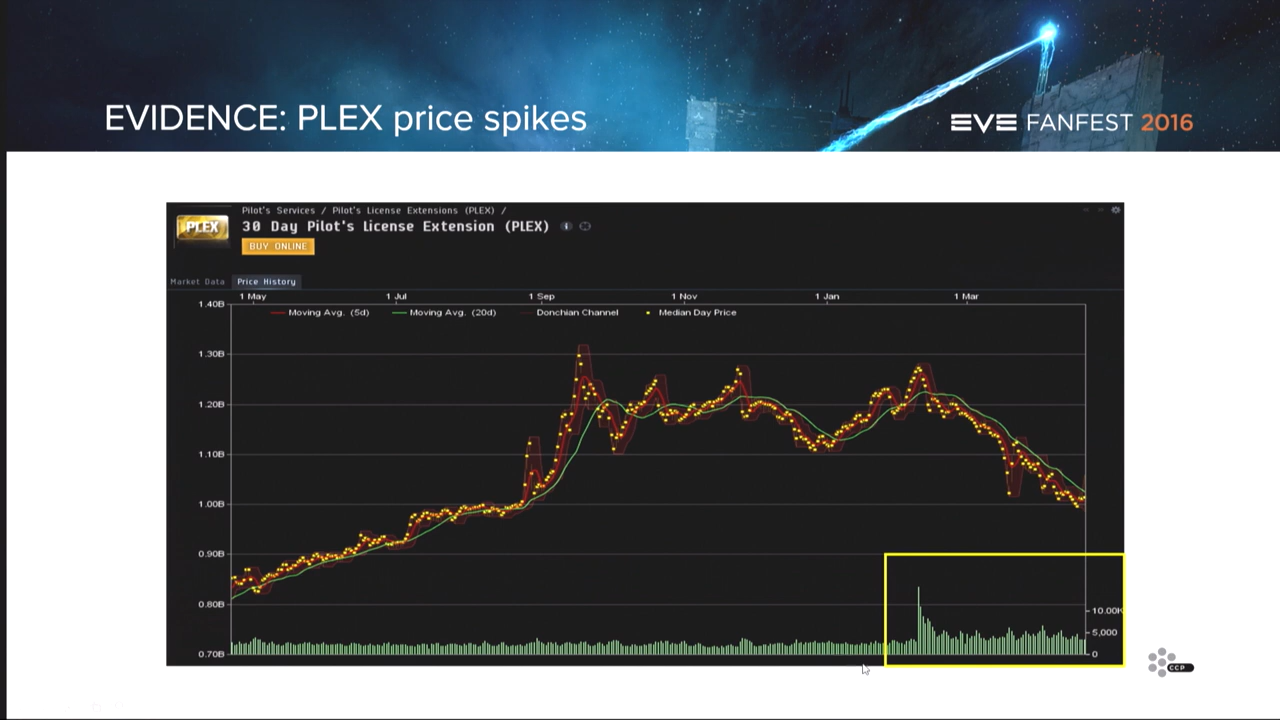 EVIDENCE: PLEX price spikes
EVE FANFEST 2016
PLEX
Pilot's Services / Pilot's License Extensions (PLEX) /
30 Day Pilot's License Extension (PLEX)
BUY ONLINE
Market Data Price History
1 May 1 Jul 1 Sep 1 Nov 1 Jan 1 Mar
Moving Avg. (5d) Moving Avg. (20d) Donchian Channel Median Day Price
1.40B
1.30B
1.20B
1.10B
1.00B
0.90B
0.80B
0.70B
10.00K
5,000
0
CCP